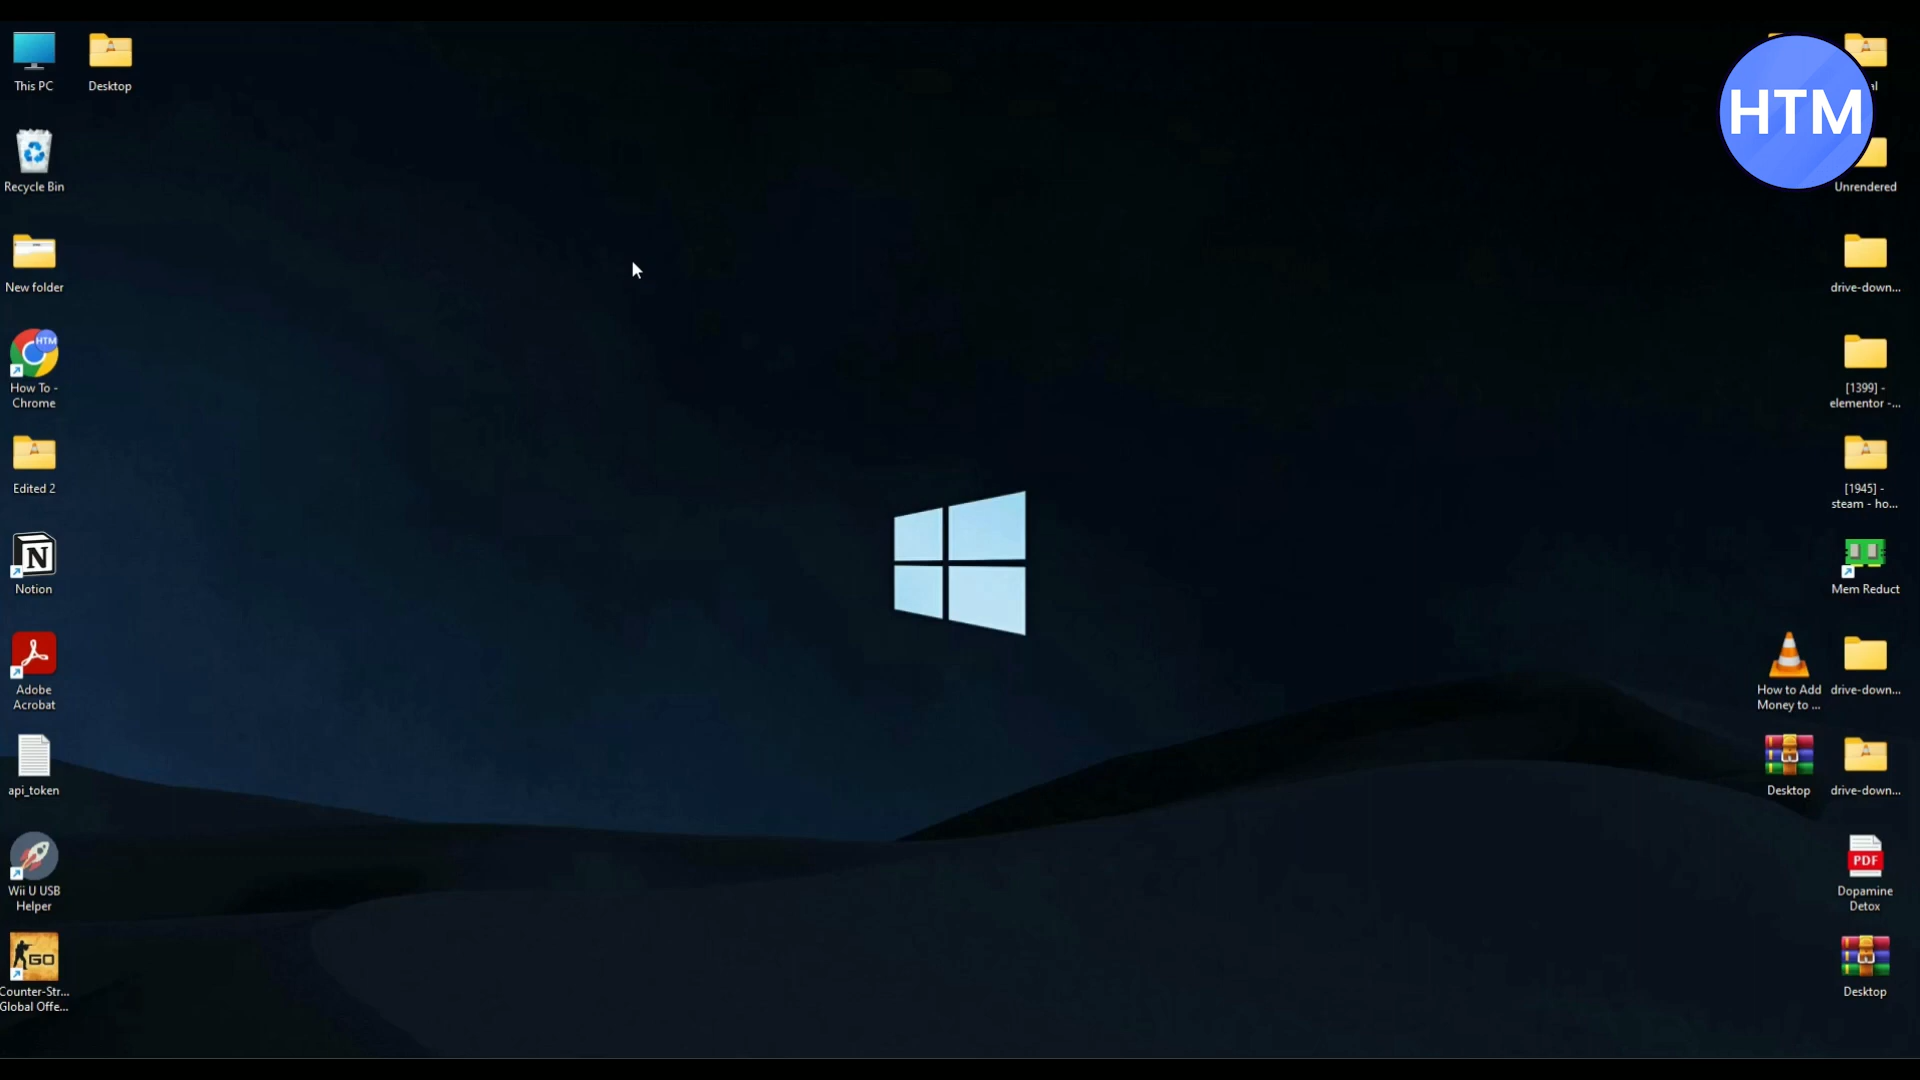 This PC
Desktop
Recycle Bin
New folder
HTM
How To -
Chrome
Edited 2
N
Notion
Adobe
Acrobat
api_token
Wii U USB
Helper
GO
Counter-Str...
Global Offe...
HTM
al
Unrendered
drive-down...
[1399] -
elementor -...
[1945] -
steam - ho...
Mem Reduct
How to Add
Money to ...
drive-down...
Desktop
drive-down...
PDF
Dopamine
Detox
Desktop